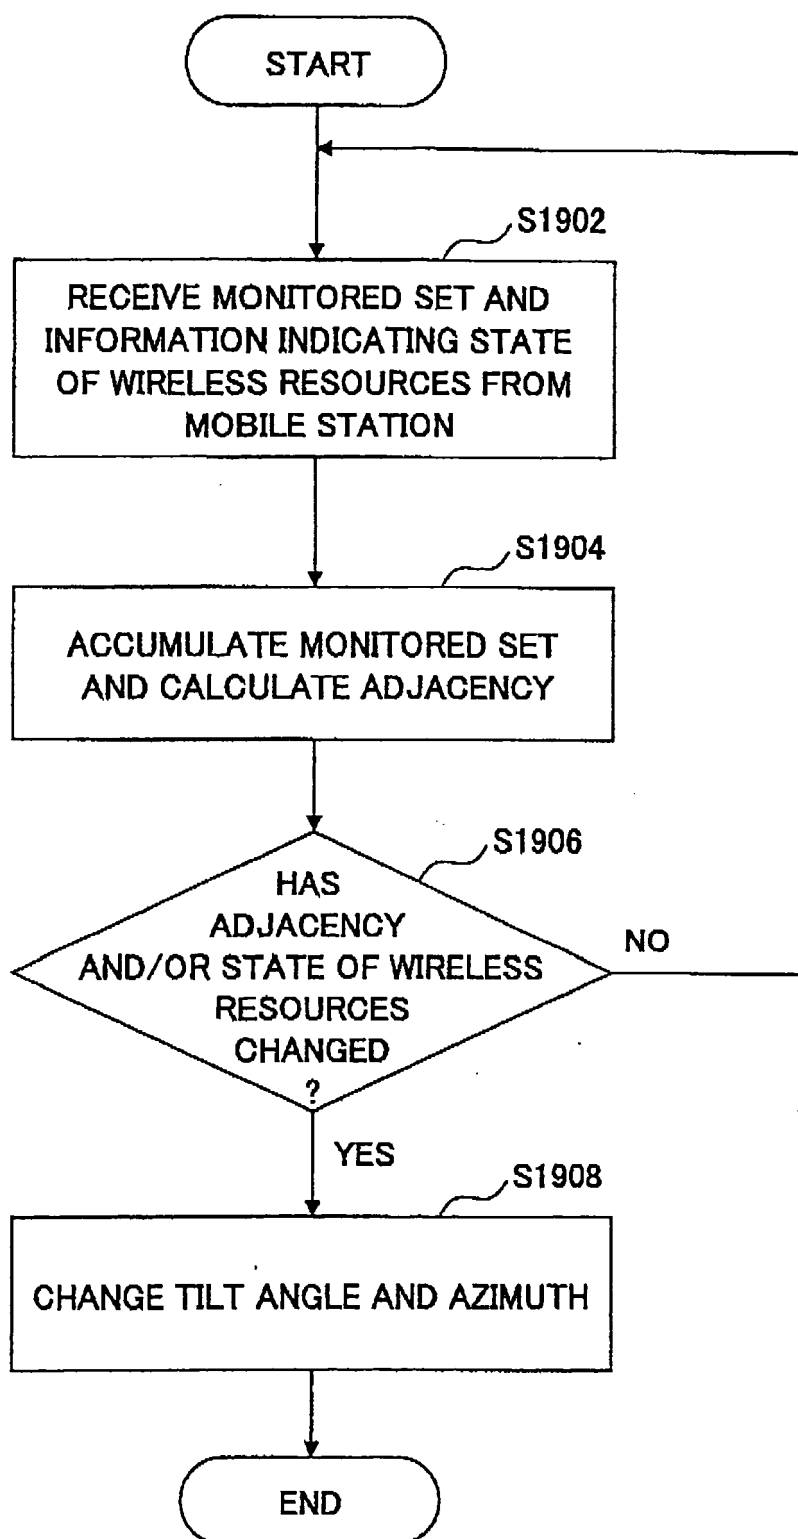 START
S1902
RECEIVE MONITORED SET AND
INFORMATION INDICATING STATE
OF WIRELESS RESOURCES FROM
MOBILE STATION
S1904
ACCUMULATE MONITORED SET
AND CALCULATE ADJACENCY
S1906
HAS
ADJACENCY
AND/OR STATE OF WIRELESS
RESOURCES
CHANGED
?
NO
YES
S1908
CHANGE TILT ANGLE AND AZIMUTH
END